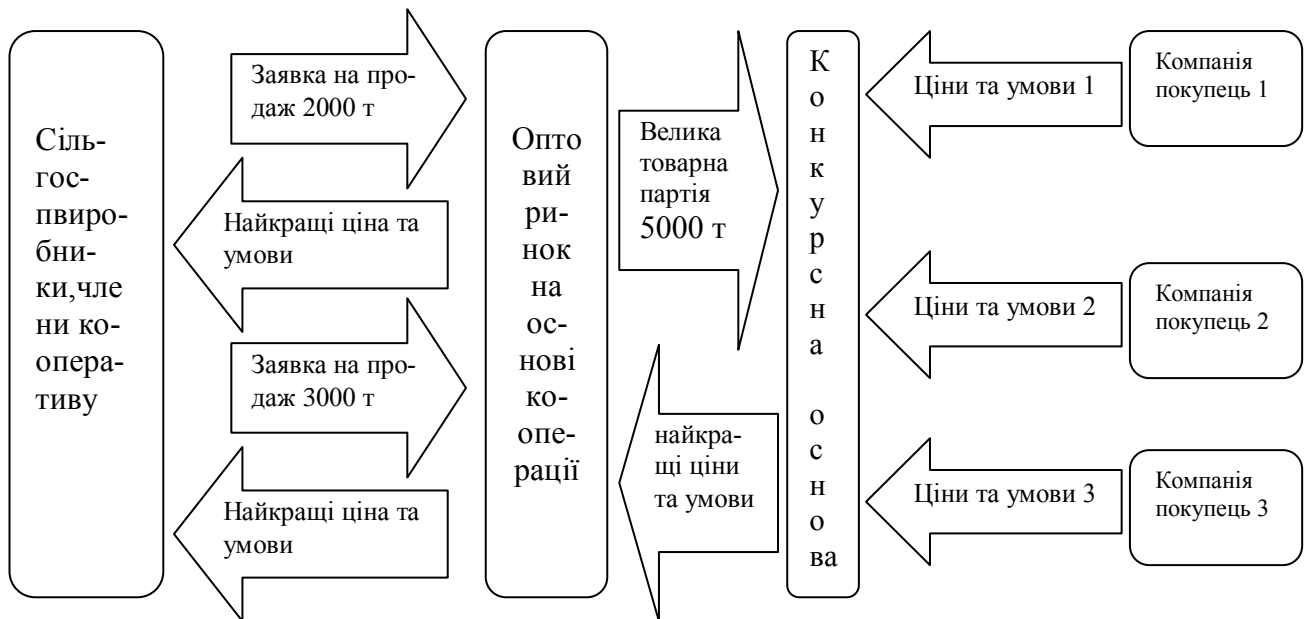 Сіль-
гос-
пвиро-
бни-
ки,чле
ни ко-
опера-
тиву
Заявка на про-
даж 2000 т
Найкращі ціна та
умови
Заявка на про-
даж 3000 т
Найкращі ціна та
умови
Опто
вий
ри-
нок
на
ос-
нові
ко-
опе-
рації
Велика
товарна
партія
5000 т
найкра-
щі ціни
та умови
К
о
н
к
у
р
с
н
а
о
с
н
о
ва
Ціни та умови 1
Компанія
покупець 1
Ціни та умови 2
Компанія
покупець 2
Ціни та умови 3
Компанія
покупець 3